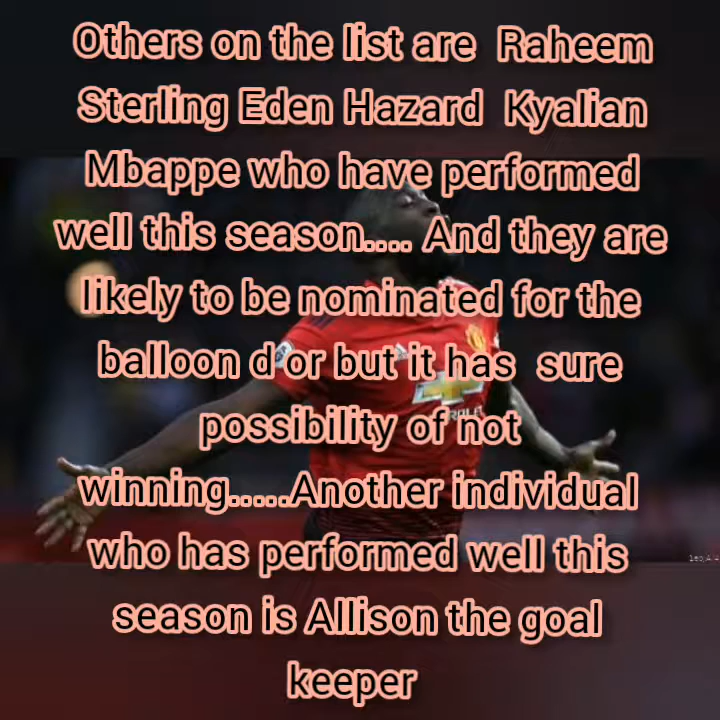 Others on the list are Raheem
Sterling Eden Hazard Kyalian
Mbappe who have performed
well this season.... And they are
likely to be nominated for the
balloon d or but it has sure
possibility of not
winning.....Another individual
who has performed well this
season is Allison the goal
keeper